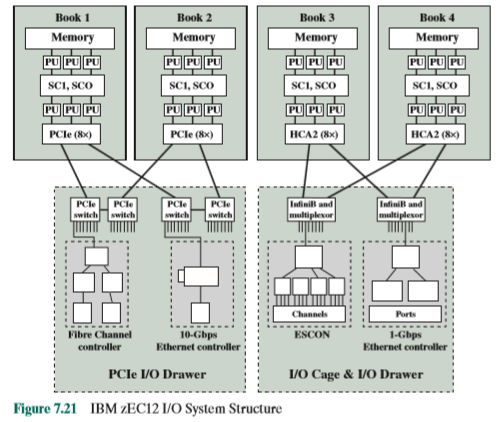 Book 1
Memory
PU PU PU
SC1, SCO
PU PU PU
PCIe (8×)
Book 2
Memory
PU PU PU
SC1, SCO
PU PU PU
PCIe (8×)
Book 3
Memory
PU PU PU
SC1, SCO
PU PU PU
HCA2 (8×)
Book 4
Memory
PU PU PU
SC1, SCO
PU PU PU
HCA2 (8×)
PCIe
switch
PCIe
switch
PCIe
switch
PCIe
switch
InfiniB and
multiplexor
InfiniB and
multiplexor
Channels
Ports
Fibre Channel
controller
10-Gbps
Ethernet controller
ESCON
1-Gbps
Ethernet controller
PCIe I/O Drawer
I/O Cage & I/O Drawer
Figure 7.21 IBM zEC12 I/O System Structure